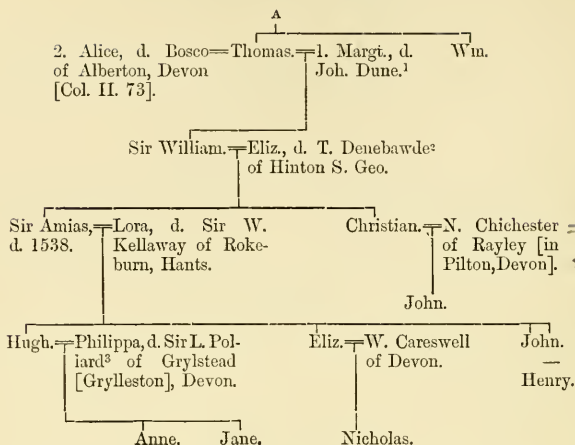 A
2. Alice, d. Bosco = Thomas. = 1. Margt., d. Wm.
of Alberton, Devon Joh. Dune.¹
[Col. II. 73].
Sir William. = Eliz., d. T. Denebawde²
of Hinton S. Geo.
Sir Amias, = Lora, d. Sir W. Christian. = N. Chichester =
d. 1538. Kellaway of Roke- of Rayley [in
burn, Hants. Pilton, Devon].
John.
Hugh. = Philippa, d. Sir L. Pol- Eliz. = W. Careswell John.
iard³ of Grylstead of Devon. —
[Grylleston], Devon. Henry.
Anne. Jane. Nicholas.